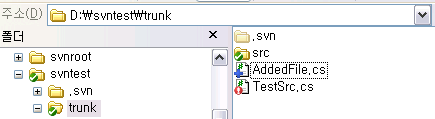 주소(D) D:₩svntest₩trunk
폴더
svnroot
svntest
.svn
trunk
.svn
src
AddedFile.cs
TestSrc.cs